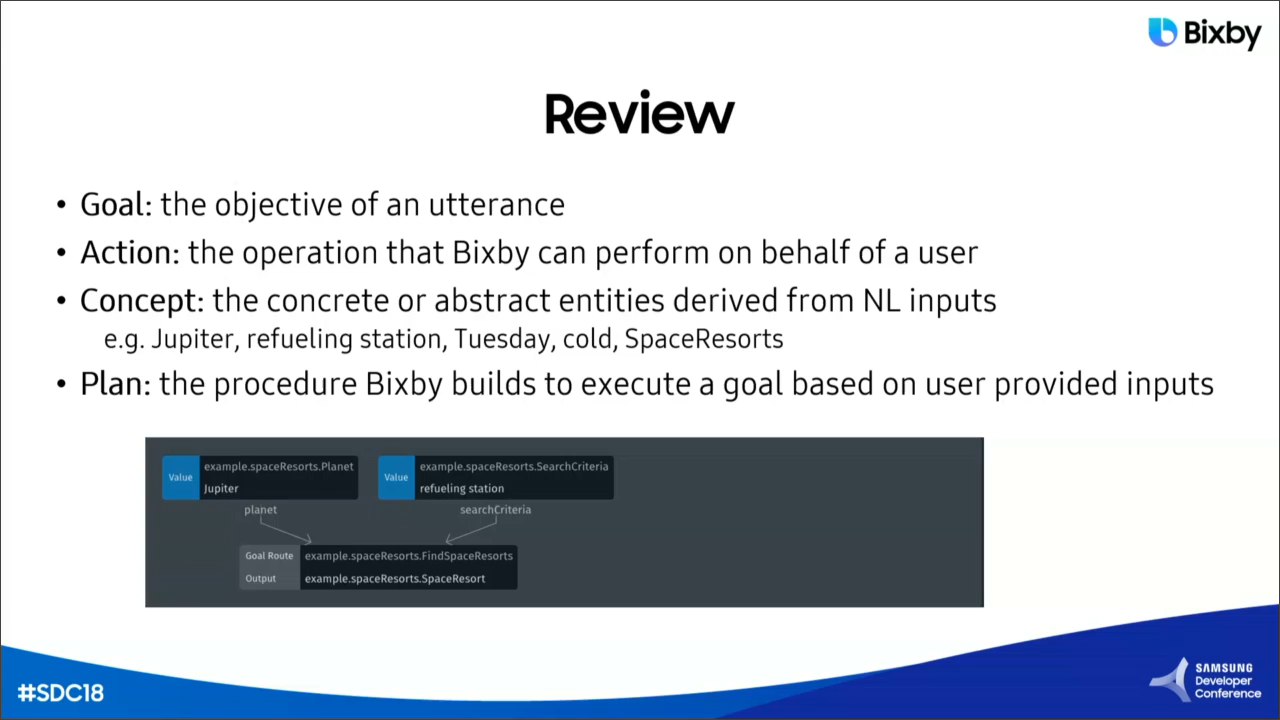 Bixby
Review
• Goal: the objective of an utterance
• Action: the operation that Bixby can perform on behalf of a user
• Concept: the concrete or abstract entities derived from NL inputs
e.g. Jupiter, refueling station, Tuesday, cold, SpaceResorts
• Plan: the procedure Bixby builds to execute a goal based on user provided inputs
Value example.spaceResorts.Planet
Jupiter
Value example.spaceResorts.SearchCriteria
refueling station
planet
searchCriteria
Goal Route example.spaceResorts.FindSpaceResorts
Output example.spaceResorts.SpaceResort
#SDC18
SAMSUNG
Developer
Conference